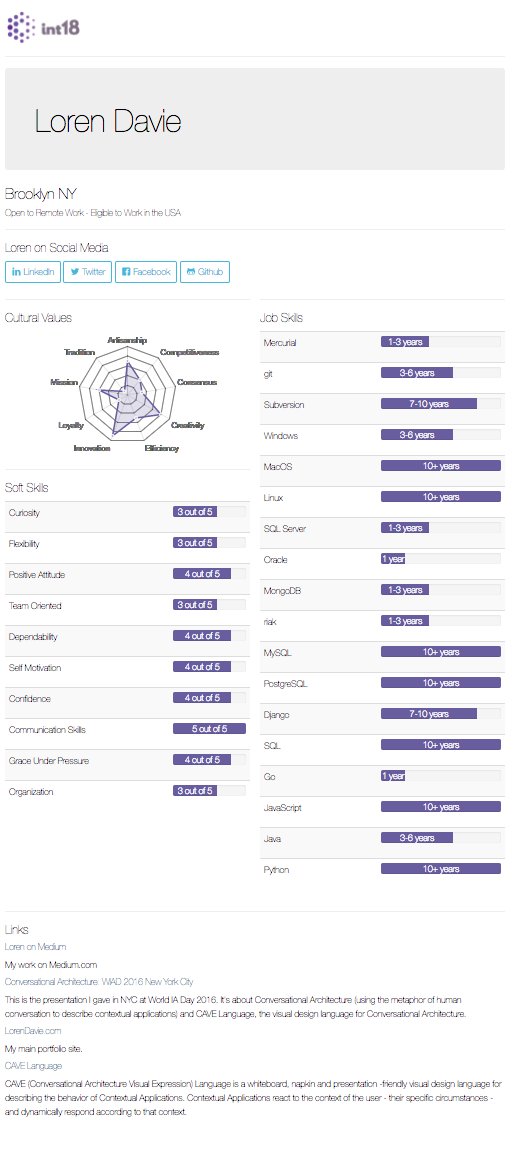 int18
Loren Davie
Brooklyn NY
Open to Remote Work - Eligible to Work in the USA
Loren on Social Media
LinkedIn Twitter Facebook Github
Cultural Values
Artisanship
Tradition Competitiveness
Mission Consensus
Loyalty Creativity
Innovation Efficiency
Soft Skills
Curiosity 3 out of 5
Flexibility 3 out of 5
Positive Attitude 4 out of 5
Team Oriented 3 out of 5
Dependability 4 out of 5
Self Motivation 4 out of 5
Confidence 4 out of 5
Communication Skills 5 out of 5
Grace Under Pressure 4 out of 5
Organization 3 out of 5
Job Skills
Mercurial 1-3 years
git 3-6 years
Subversion 7-10 years
Windows 3-6 years
MacOS 10+ years
Linux 10+ years
SQL Server 1-3 years
Oracle 1 year
MongoDB 1-3 years
riak 1-3 years
MySQL 10+ years
PostgreSQL 10+ years
Django 7-10 years
SQL 10+ years
Go 1 year
JavaScript 10+ years
Java 3-6 years
Python 10+ years
Links
Loren on Medium
My work on Medium.com
Conversational Architecture: WIAD 2016 New York City
This is the presentation I gave in NYC at World IA Day 2016. It's about Conversational Architecture (using the metaphor of human
conversation to describe contextual applications) and CAVE Language, the visual design language for Conversational Architecture.
LorenDavie.com
My main portfolio site.
CAVE Language
CAVE (Conversational Architecture Visual Expression) Language is a whiteboard, napkin and presentation -friendly visual design language for
describing the behavior of Contextual Applications. Contextual Applications react to the context of the user - their specific circumstances -
and dynamically respond according to that context.